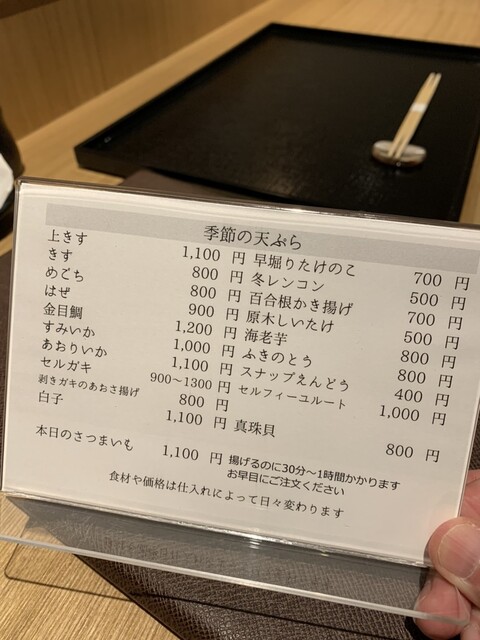 季節の天ぷら
上きす 1,100 円 早堀りたけのこ 700 円
きす 800 円 冬レンコン 500 円
めごち 800 円 百合根かき揚げ 700 円
はぜ 900 円 原木しいたけ 500 円
金目鯛 1,200 円 海老芋 800 円
すみいか 1,000 円 ふきのとう 800 円
あおりいか 1,100 円 スナップえんどう 400 円
セルガキ 900～1300 円 セルフィーユルート 1,000 円
剥きガキのあおさ揚げ 800 円
白子 1,100 円 真珠貝 800 円
本日のさつまいも 1,100 円 揚げるのに30分～1時間かかります
お早目にご注文ください
食材や価格は仕入れによって日々変わります